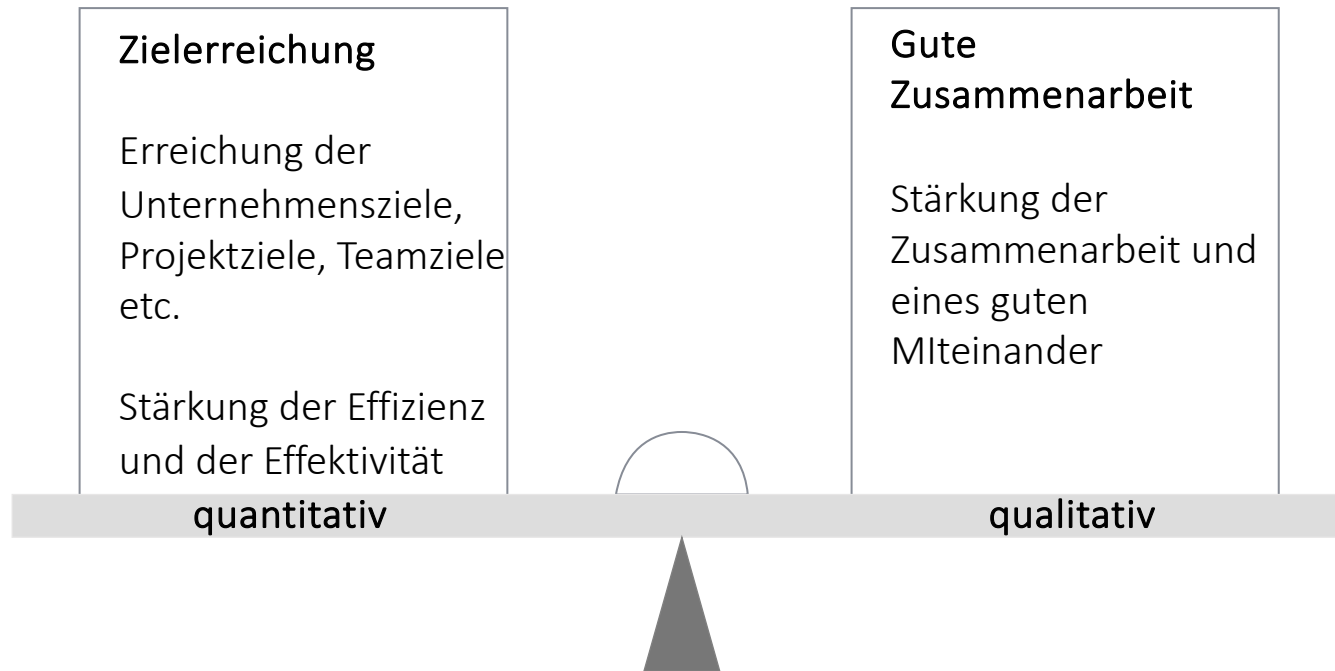 Zielerreichung
Erreichung der
Unternehmensziele,
Projektziele, Teamziele
etc.
Stärkung der Effizienz
und der Effektivität
quantitativ
Gute
Zusammenarbeit
Stärkung der
Zusammenarbeit und
eines guten
MIteinander
qualitativ